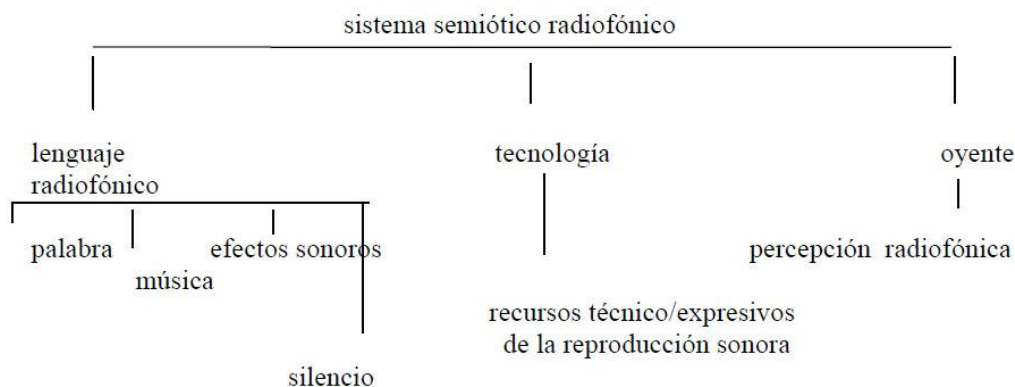 sistema semiótico radiofónico
lenguaje
radiofónico
tecnología
oyente
palabra
música
efectos sonoros
silencio
recursos técnico/expresivos
de la reproducción sonora
percepción radiofónica